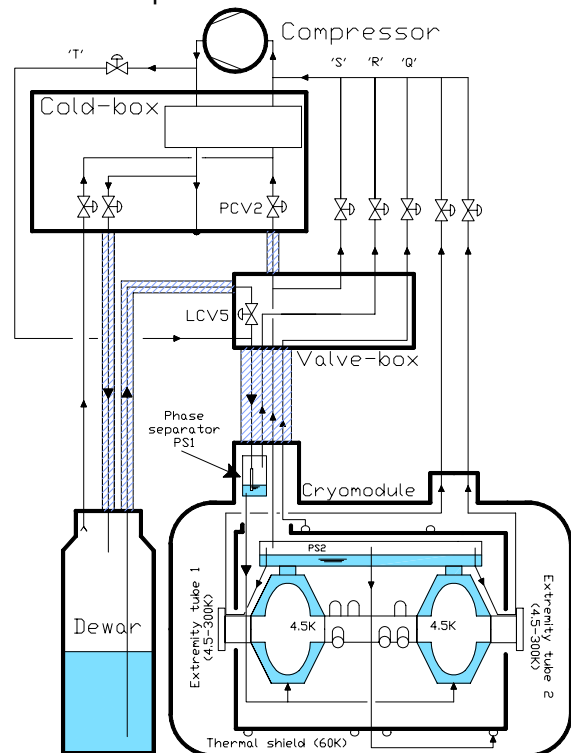 Compressor
'T'
'S'
'R'
'Q'
Cold-box
PCV2
LCV5
Valve-box
Phase
separator
PS1
Cryomodule
PS2
Dewar
Extremity tube 1
(4.5-300K)
4.5K
4.5K
Extremity tube 2
(4.5-300K)
Thermal shield (60K)